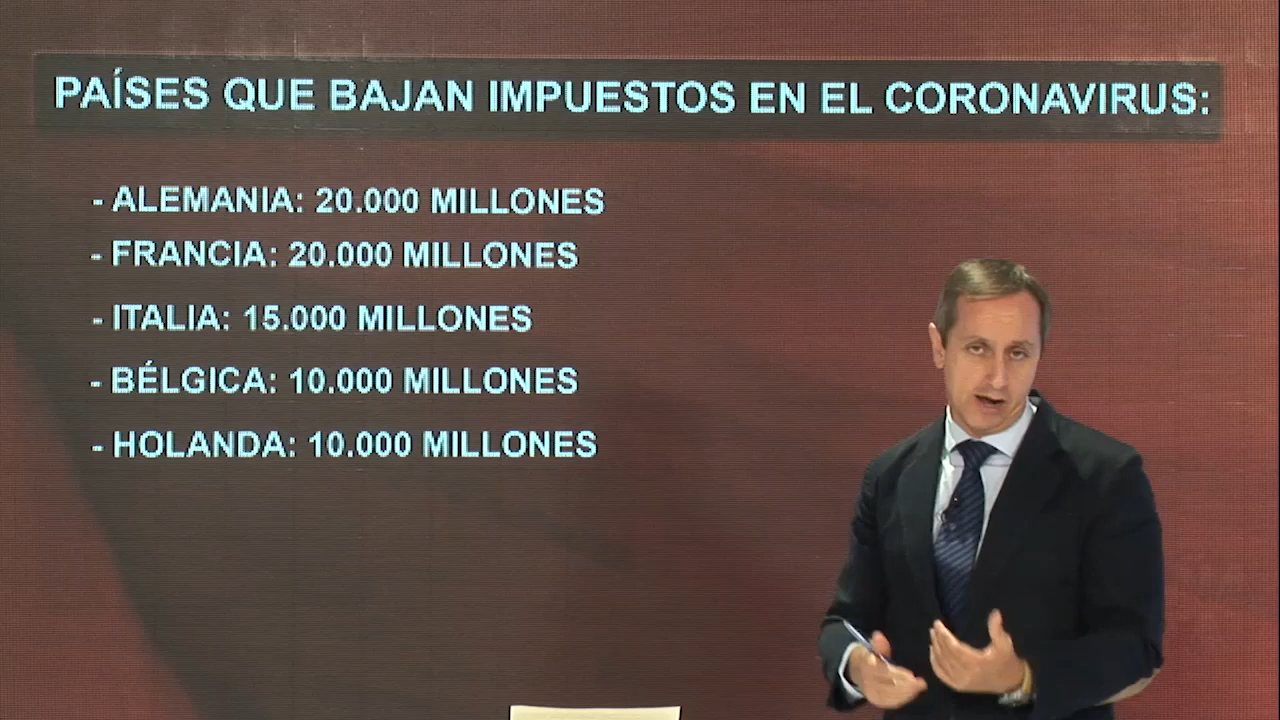 PAÍSES QUE BAJAN IMPUESTOS EN EL CORONAVIRUS:
- ALEMANIA: 20.000 MILLONES
- FRANCIA: 20.000 MILLONES
- ITALIA: 15.000 MILLONES
- BÉLGICA: 10.000 MILLONES
- HOLANDA: 10.000 MILLONES